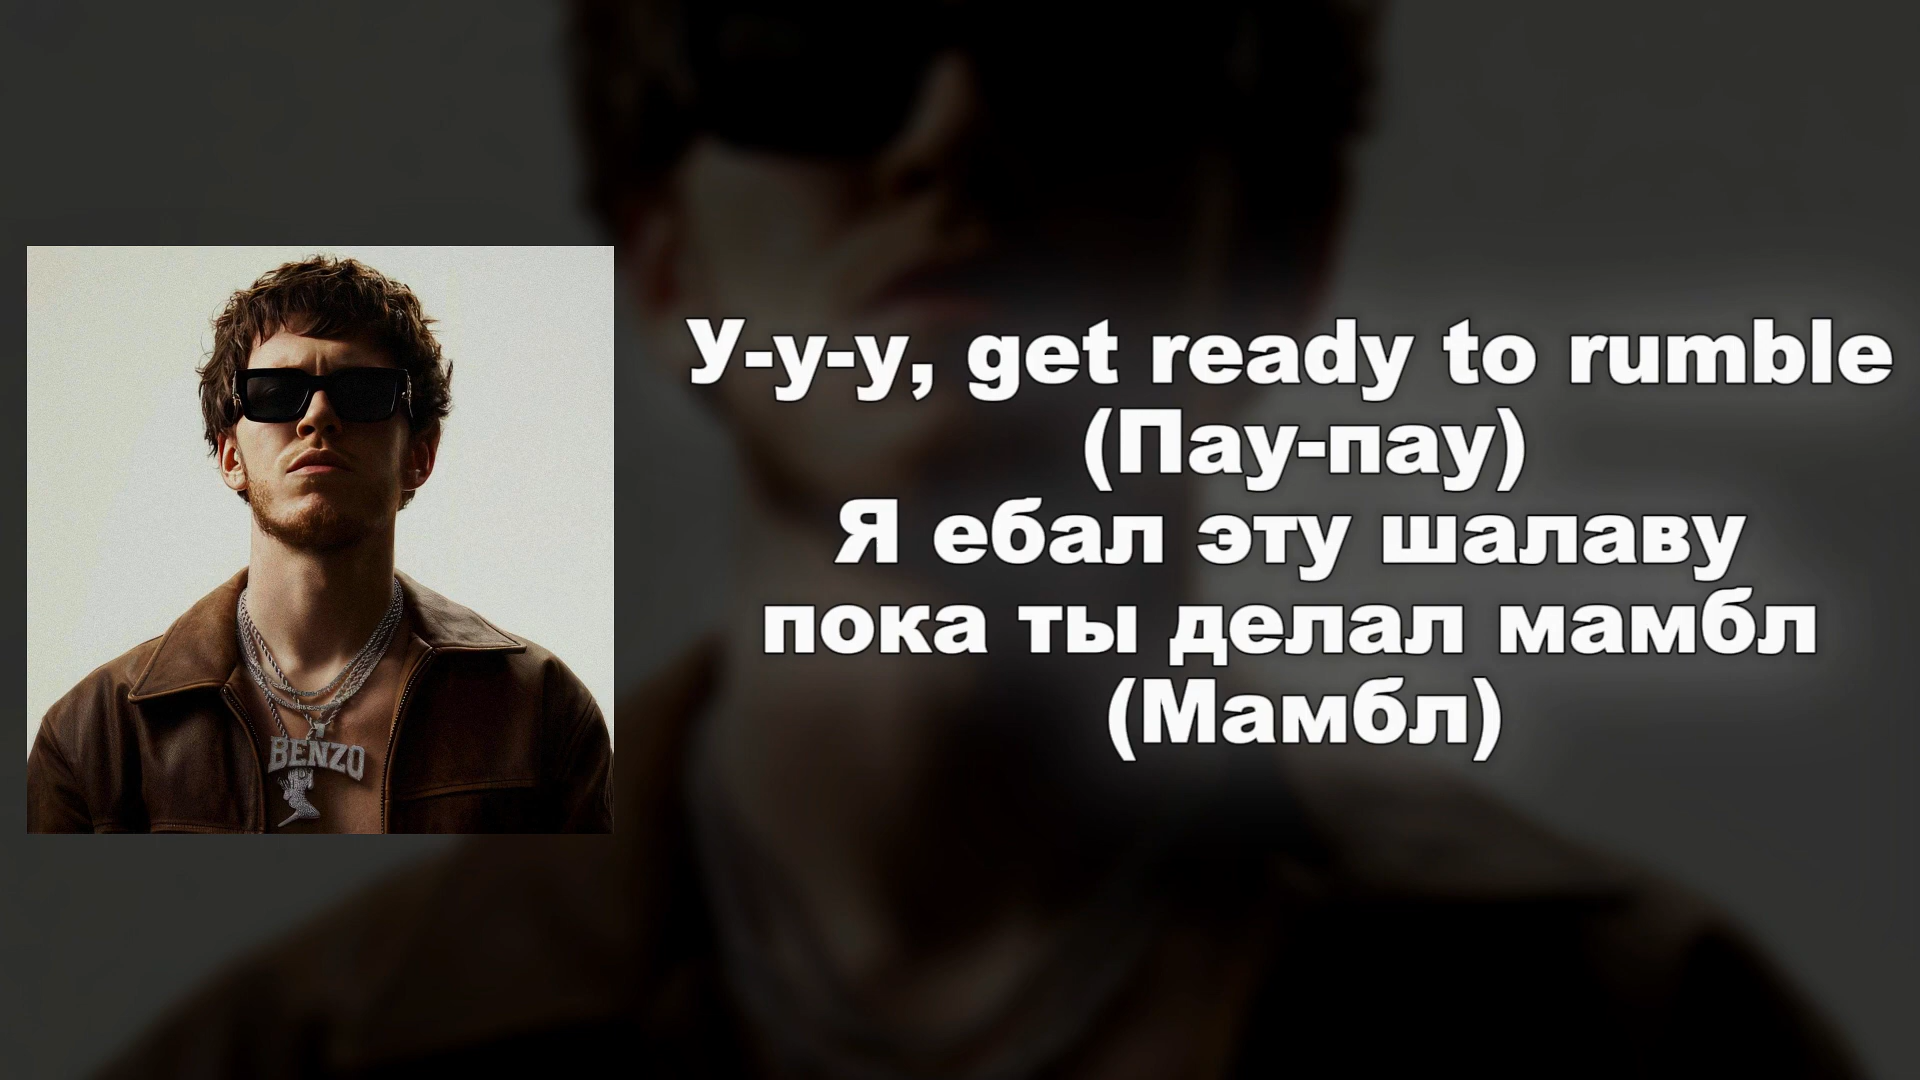 У-у-у, get ready to rumble
(Пау-пау)
Я ебал эту шалаву
пока ты делал мамбл
(Мамбл)
BENZO